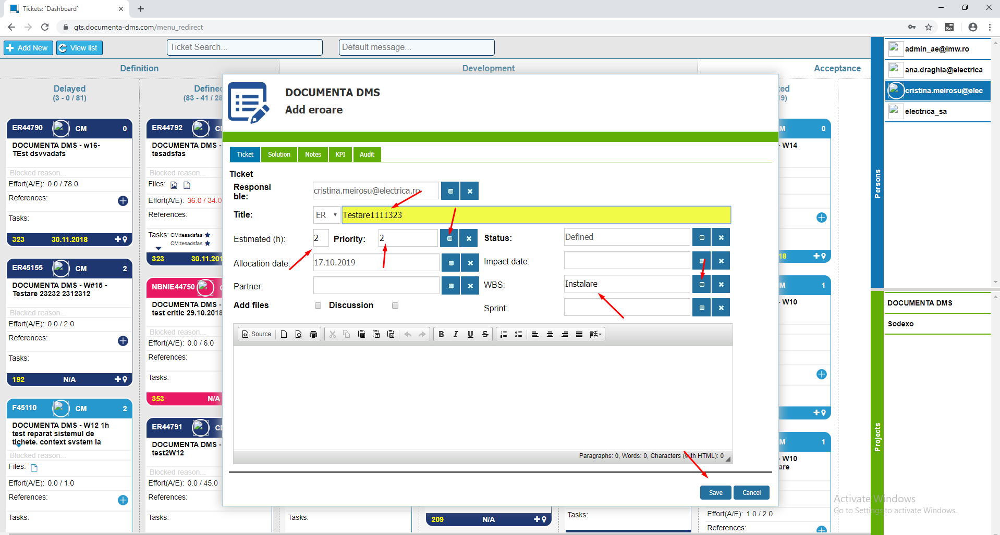 Tickets: `Dashboard`
gts.documenta-dms.com/menu_redirect
Add New
View list
Ticket Search...
Default message...
Definition
Development
Acceptance
Delayed
(3 - 0 / 81)
ER44790 CM 0
DOCUMENTA DMS - w16-
TEst dsvvadafs
Blocked reason...
Effort(A/E): 0.0 / 78.0
References:
Tasks:
323 30.11.2018
ER45155 CM 2
DOCUMENTA DMS - W#15 -
Testare 23232 2312312
Blocked reason...
Effort(A/E): 0.0 / 2.0
References:
Tasks:
192 N/A
F45110 CM 2
DOCUMENTA DMS - W12 1h
test reparat sistemul de
tichete. context system la
Blocked reason...
Files:
Effort(A/E): 0.0 / 1.0
References:
Tasks:
Define
(83 - 41 / 28
ER44792
DOCUMENTA DMS -
tesadsfas
Blocked reason...
Files:
Effort(A/E): 36.0 / 34.0
References:
Tasks: CM:tesadsfas
CM:tesadsfas
323 30.11.201
NBNIE44750
DOCUMENTA DMS -
test critic 29.10.2018
Blocked reason...
Effort(A/E): 0.0 / 6.0
References:
Tasks:
353 N/A
ER44791
DOCUMENTA DMS -
test2W12
Blocked reason...
Effort(A/E): 0.0 / 45.0
References:
Tasks:
DOCUMENTA DMS
Add eroare
Ticket
Solution
Notes
KPI
Audit
Ticket
Responsi
ble:
cristina.meirosu@electrica.ro
Title:
ER
Testare1111323
Estimated (h):
2
Priority:
2
Status:
Defined
Allocation date:
17.10.2019
Impact date:
Partner:
WBS:
Instalare
Add files
Discussion
Sprint:
Source
B I U S
Paragraphs: 0, Words: 0, Characters (with HTML): 0
Save
Cancel
Tasks:
209 N/A
Tasks:
ted
19)
M 0
- W14
18
M 1
- W10
M 1
- W10
are
Effort(A/E): 1.0 / 2.0
References:
Persons
admin_ae@imw.ro
ana.draghia@electrica
cristina.meirosu@elec
electrica_sa
Projects
DOCUMENTA DMS
Sodexo
Activate Windows
Go to Settings to activate Windows.